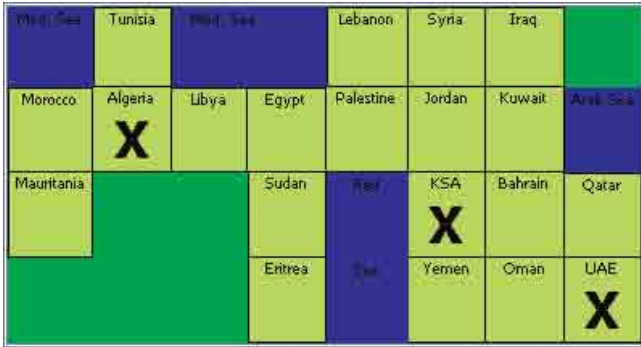 Med. Sea Tunisia Med. Sea Lebanon Syria Iraq
Morocco Algeria Libya Egypt Palestine Jordan Kuwait Arab Sea
X
Mauritania Sudan Red KSA Bahrain Qatar
X
Eritrea Sea Yemen Oman UAE
X